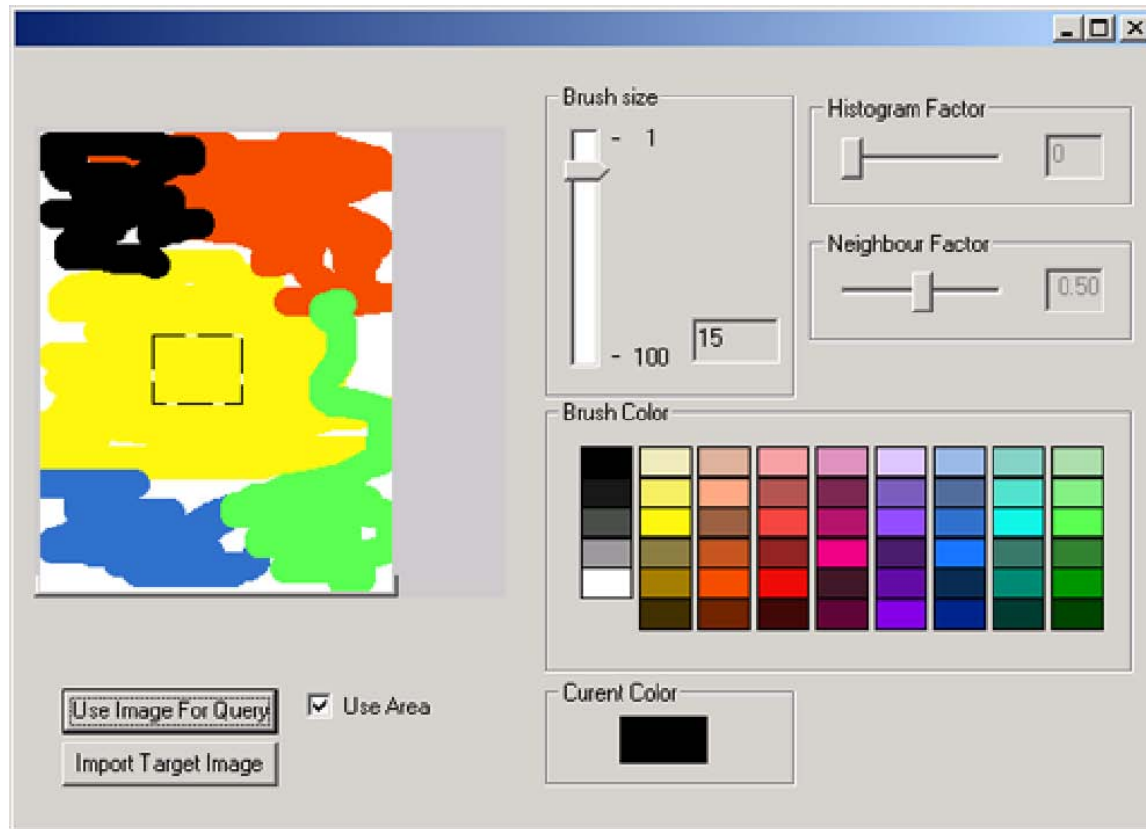 Brush size
- 1
- 100
15
Histogram Factor
0
Neighbour Factor
0.50
Brush Color
Use Image For Query
Use Area
Import Target Image
Curent Color